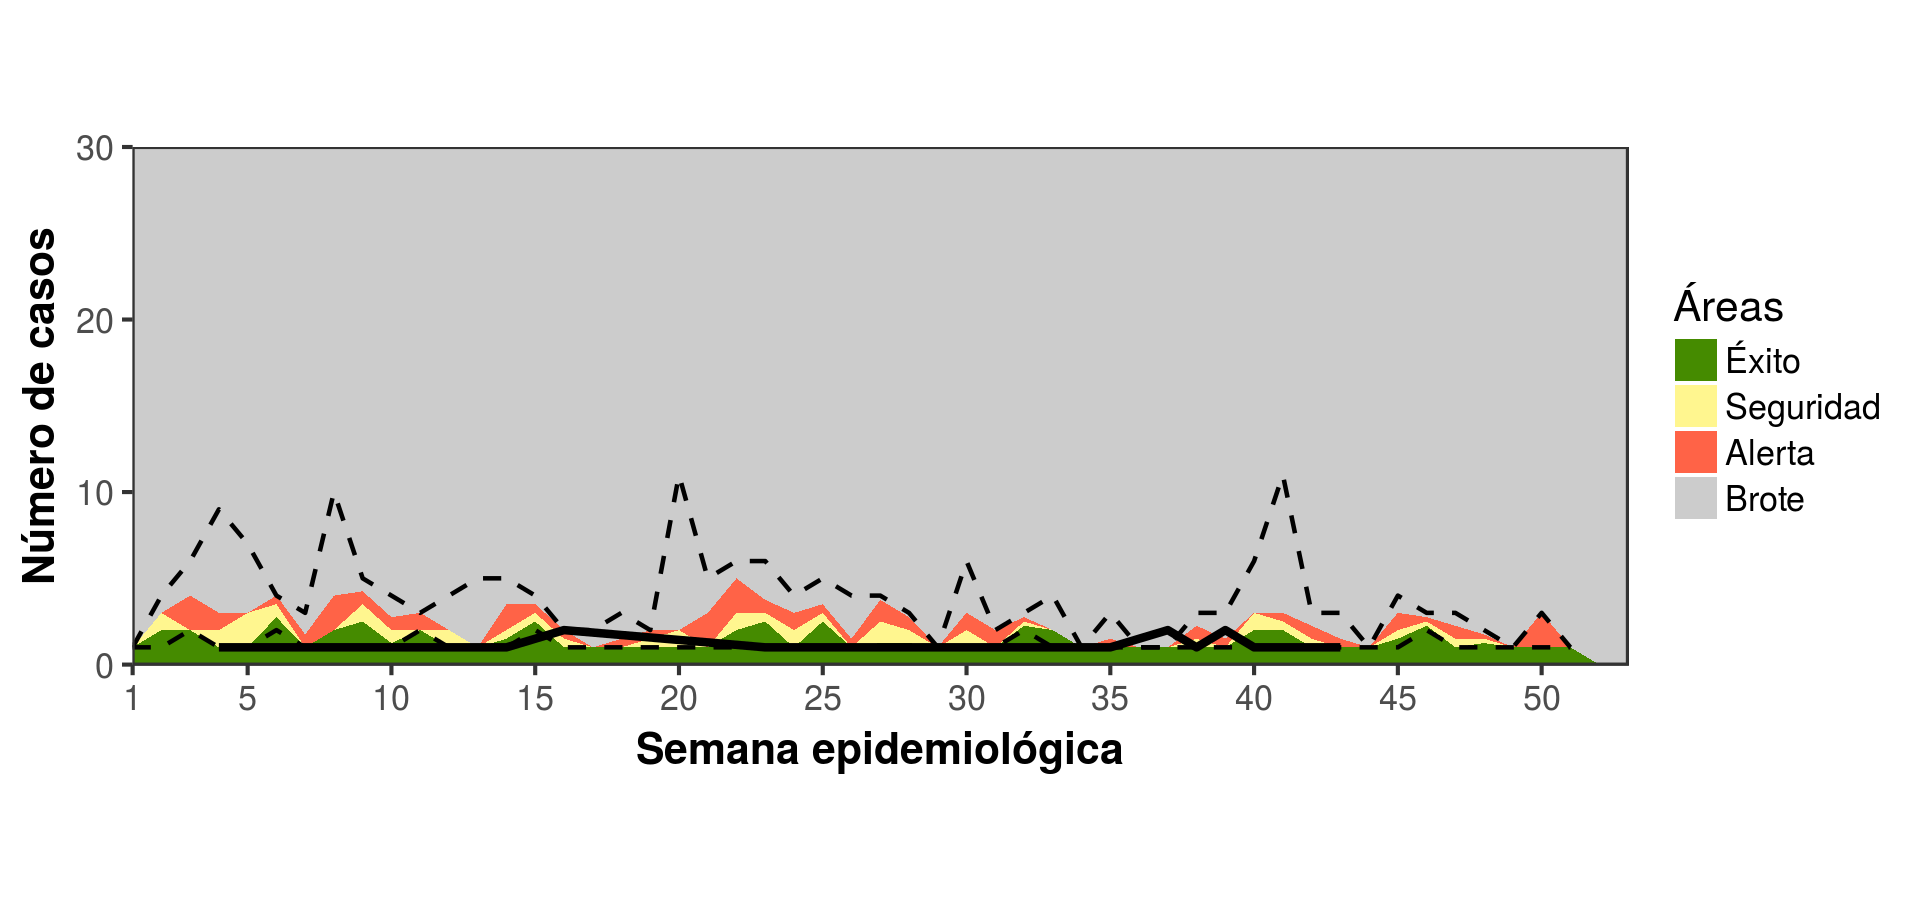 30
20
10
0
Número de casos
1 5 10 15 20 25 30 35 40 45 50
Semana epidemiológica
Áreas
Éxito
Seguridad
Alerta
Brote